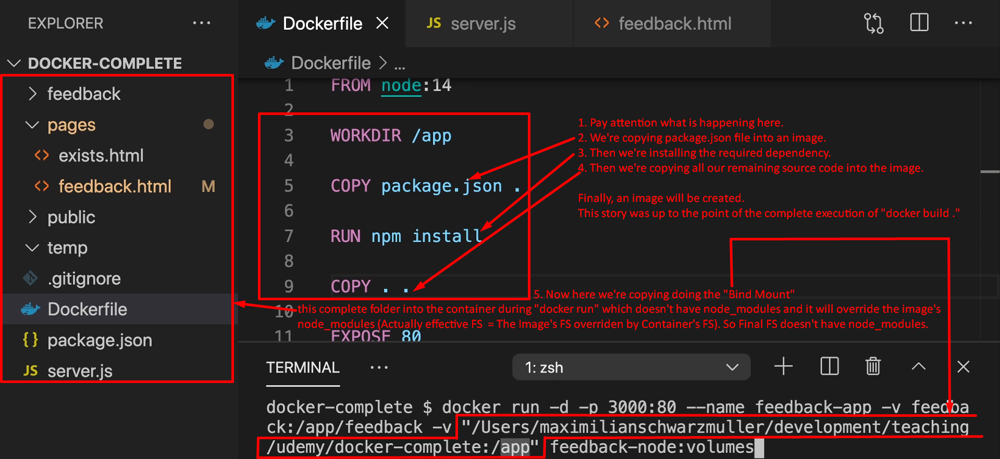 EXPLORER ...
Dockerfile
JS server.js
<> feedback.html
...
DOCKER-COMPLETE
Dockerfile > ...
feedback
pages
<> exists.html
<> feedback.html M
public
temp
.gitignore
Dockerfile
{} package.json
JS server.js
1 FROM node:14
2
3 WORKDIR /app
4
5 COPY package.json .
6
7 RUN npm install
8
9 COPY . .
10
11 EXPOSE 80
1. Pay attention what is happening here.
2. We're copying package.json file into an image.
3. Then we're installing the required dependency.
4. Then we're copying all our remaining source code into the image.
Finally, an image will be created.
This story was up to the point of the complete execution of "docker build ."
5. Now here we're copying doing the "Bind Mount"
this complete folder into the container during "docker run" which doesn't have node_modules and it will override the image's
node_modules (Actually effective FS = The Image's FS overriden by Container's FS). So Final FS doesn't have node_modules.
TERMINAL ...
1: zsh
docker-complete $ docker run -d -p 3000:80 --name feedback-app -v feedba
ck:/app/feedback -v "/Users/maximilianschwarzmuller/development/teaching
/udemy/docker-complete:/app" feedback-node:volumes